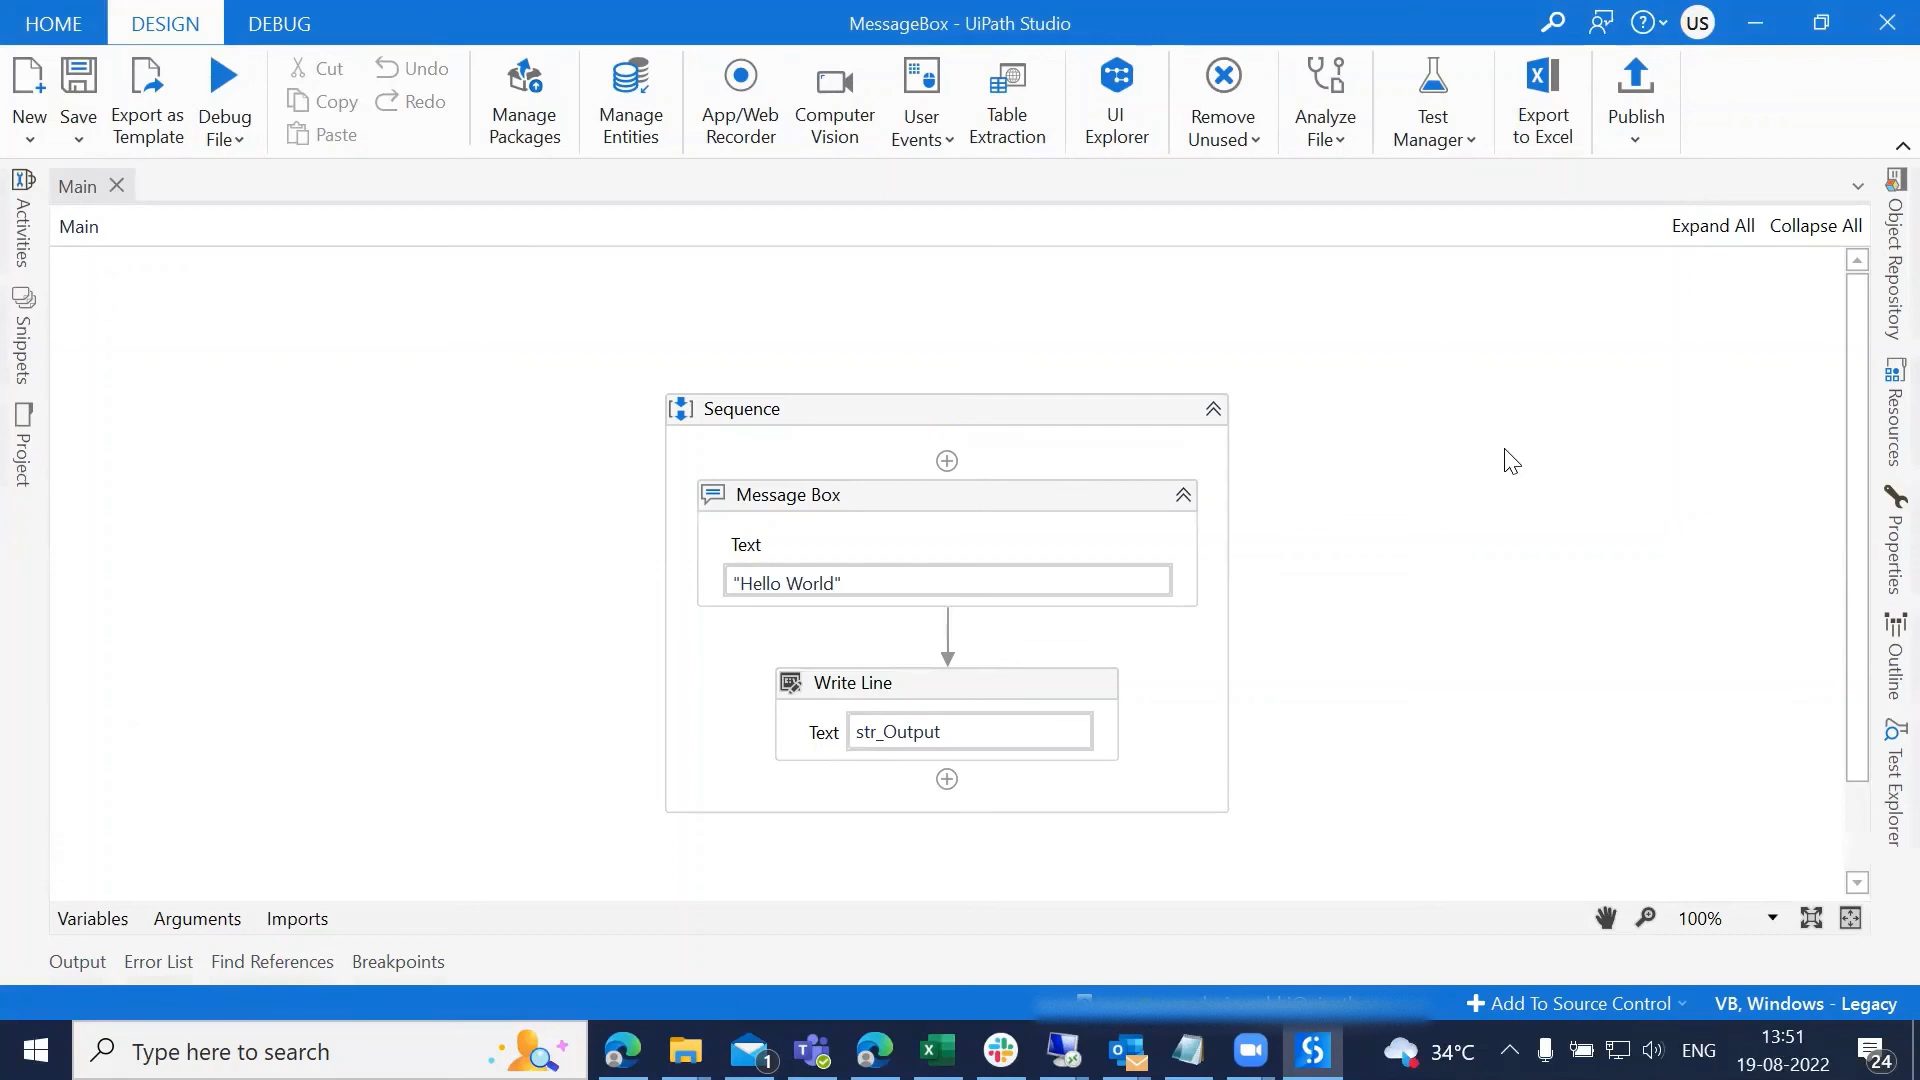 HOME DESIGN DEBUG MessageBox - UiPath Studio US
New Save Export as Template Debug File Cut Copy Paste Undo Redo Manage Packages Manage Entities App/Web Recorder Computer Vision User Events Table Extraction UI Explorer Remove Unused Analyze File Test Manager Export to Excel Publish
Main
Main Expand All Collapse All
Activities
Snippets
Project
Object Repository
Resources
Properties
Outline
Test Explorer
Sequence
Message Box
Text
"Hello World"
Write Line
Text str_Output
Variables Arguments Imports 100%
Output Error List Find References Breakpoints
Add To Source Control VB, Windows - Legacy
Type here to search 1 34°C ENG 13:51
19-08-2022 24